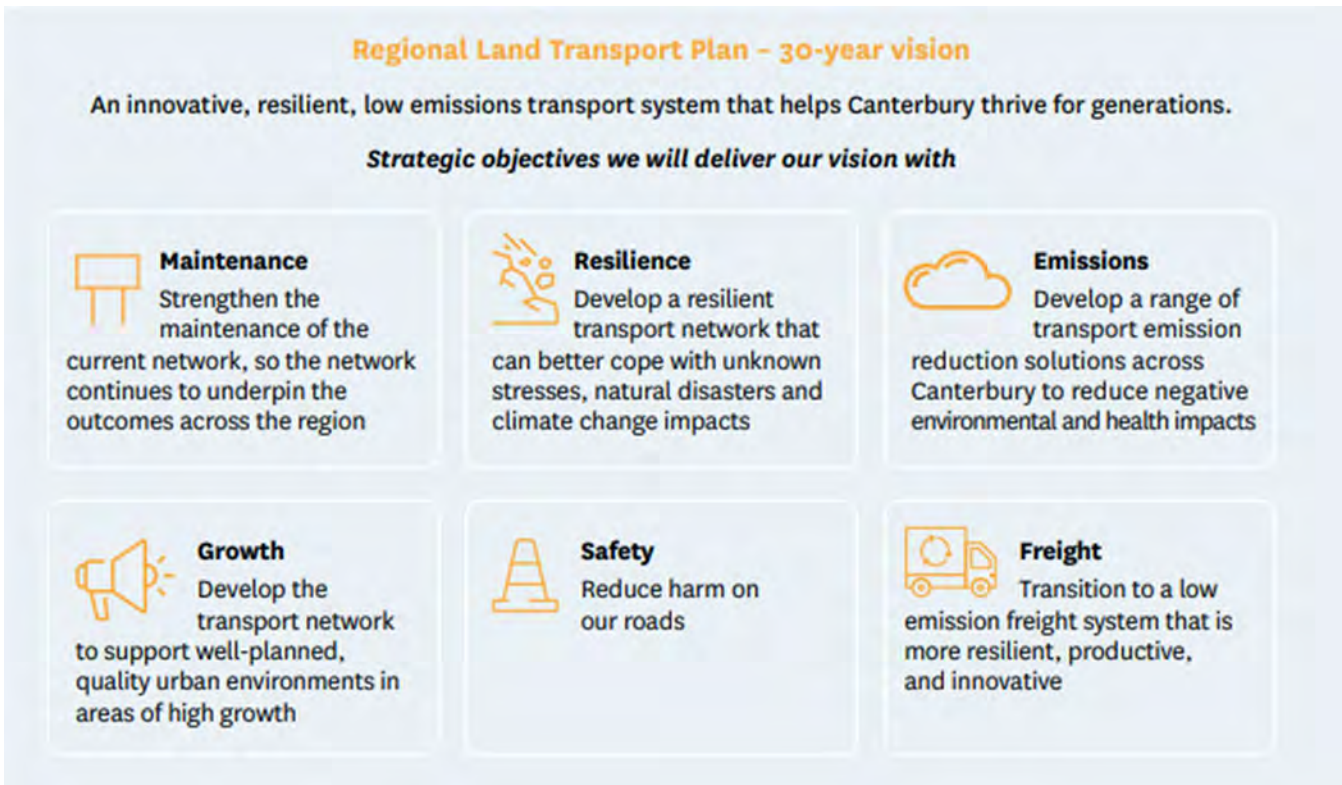 Regional Land Transport Plan – 30-year vision
An innovative, resilient, low emissions transport system that helps Canterbury thrive for generations.
Strategic objectives we will deliver our vision with
Maintenance
Strengthen the
maintenance of the
current network, so the network
continues to underpin the
outcomes across the region
Resilience
Develop a resilient
transport network that
can better cope with unknown
stresses, natural disasters and
climate change impacts
Emissions
Develop a range of
transport emission
reduction solutions across
Canterbury to reduce negative
environmental and health impacts
Growth
Develop the
transport network
to support well-planned,
quality urban environments in
areas of high growth
Safety
Reduce harm on
our roads
Freight
Transition to a low
emission freight system that is
more resilient, productive,
and innovative